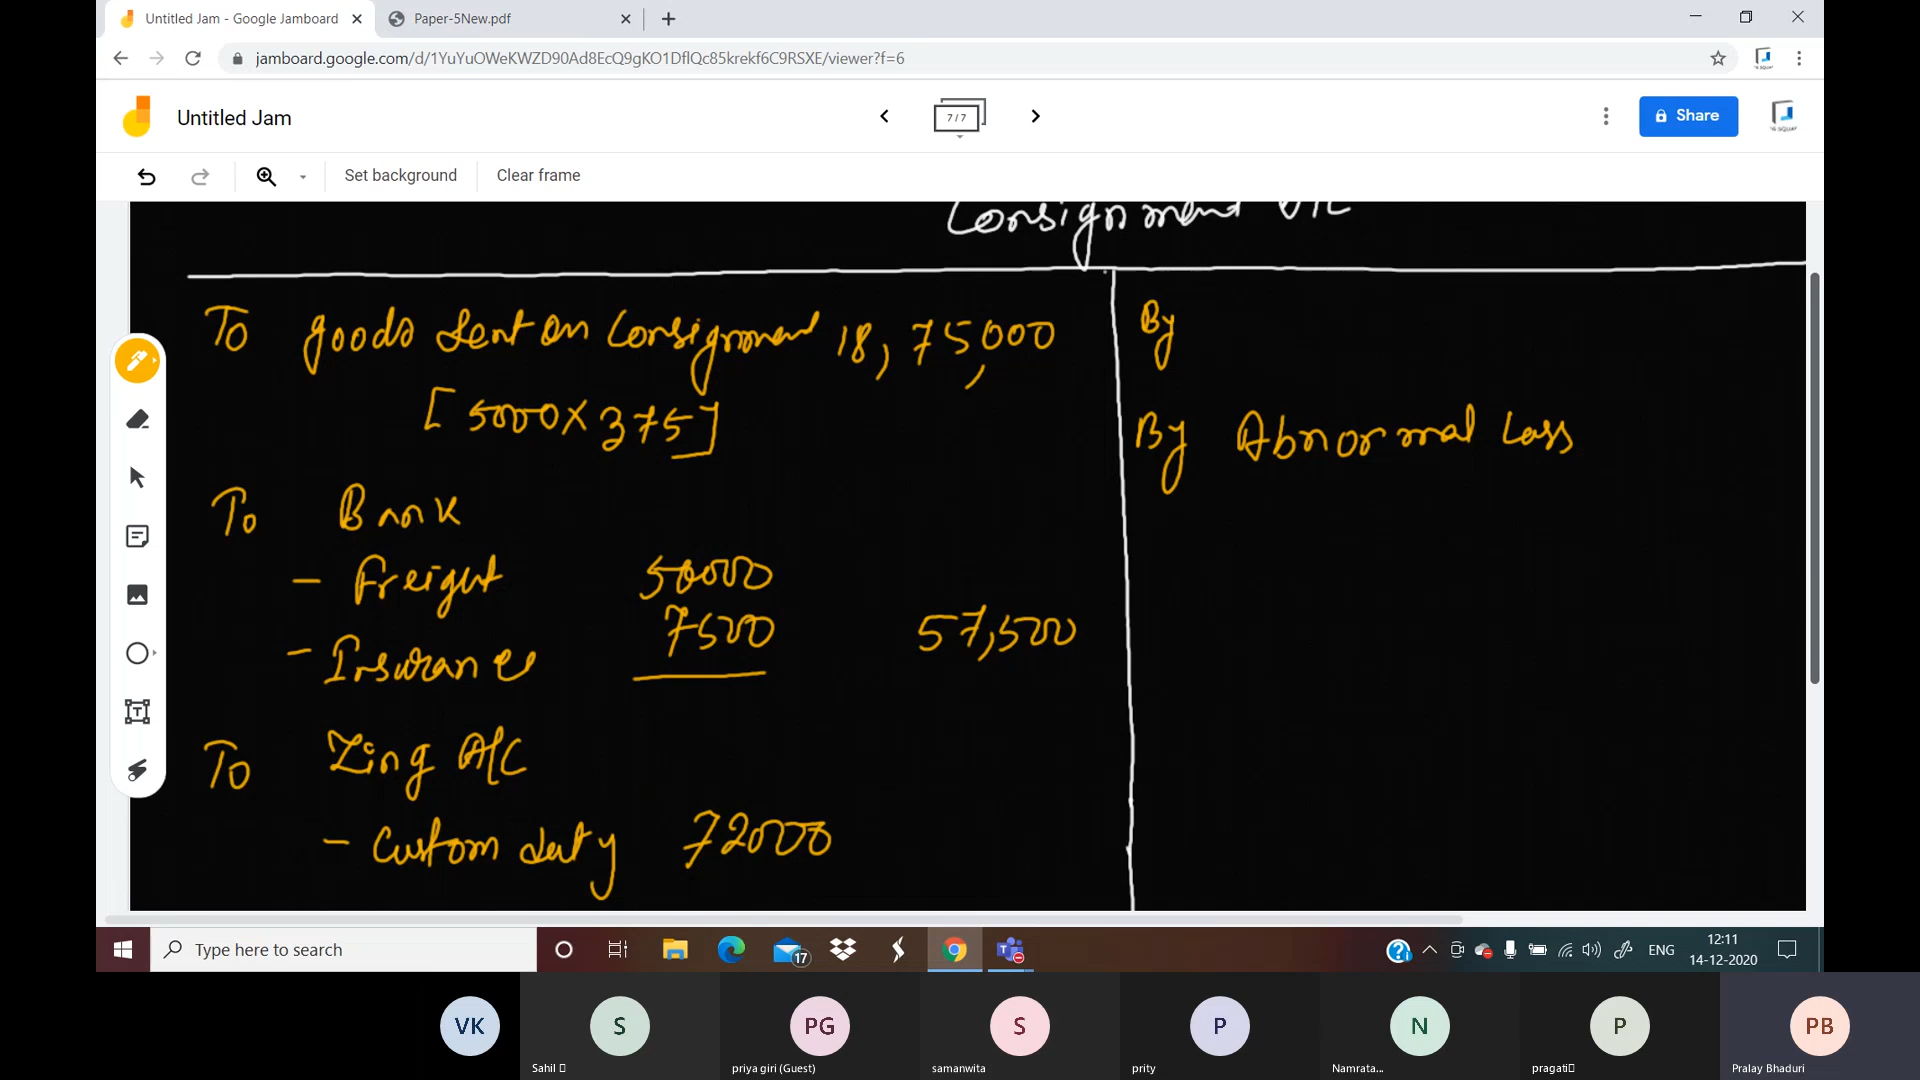 Untitled Jam - Google Jamboard
Paper-5New.pdf
jamboard.google.com/d/1YuYuOWeKWZD90Ad8EcQ9gKO1DflQc85krekf6C9RSXE/viewer?f=6
Untitled Jam
7 / 7
Share
Set background
Clear frame
Consignment A/C
To goods sent on Consignment 18,75,000
[5000X375]
By
By Abnormal Loss
To Bank
- Freight 50000
- Insurance 7500 57,500
To Zing A/C
- Custom duty 72000
Type here to search
17
ENG
12:11
14-12-2020
VK
S
PG
S
P
N
P
PB
Sahil
priya giri (Guest)
samanwita
prity
Namrata...
pragati
Pralay Bhaduri